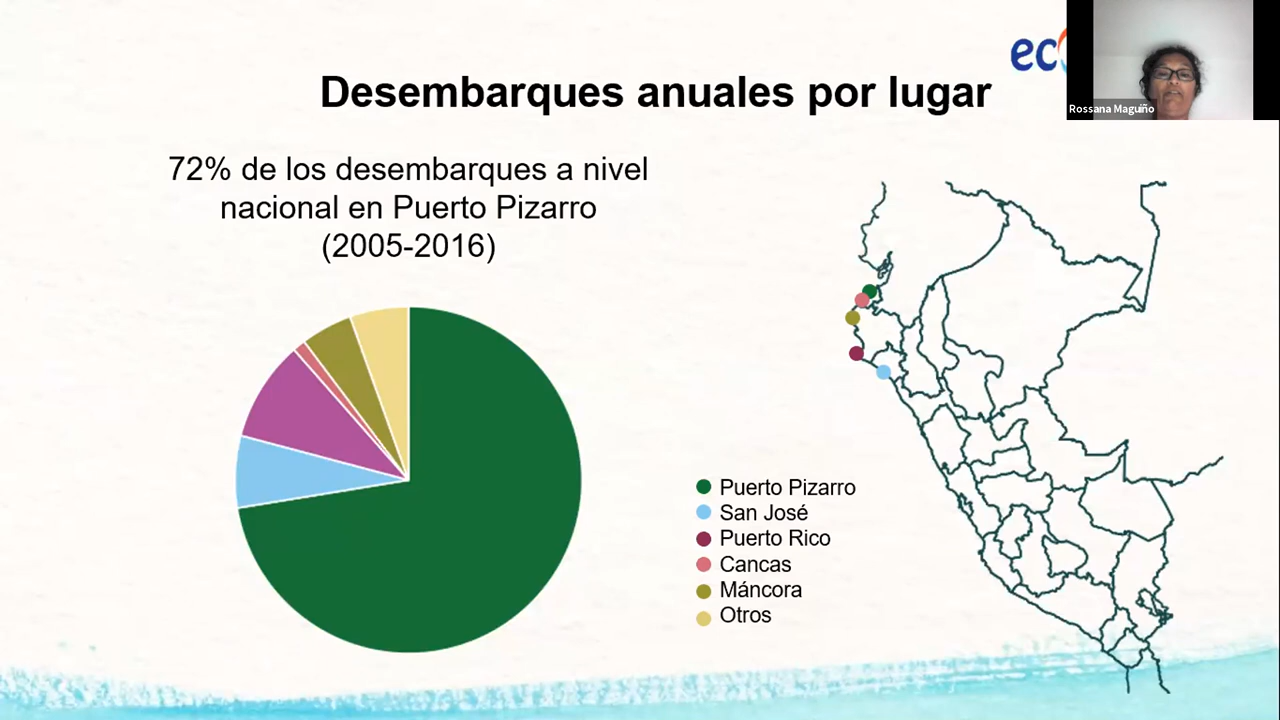 ec
Desembarques anuales por lugar
Rossana Maguiño
72% de los desembarques a nivel
nacional en Puerto Pizarro
(2005-2016)
Puerto Pizarro
San José
Puerto Rico
Cancas
Máncora
Otros